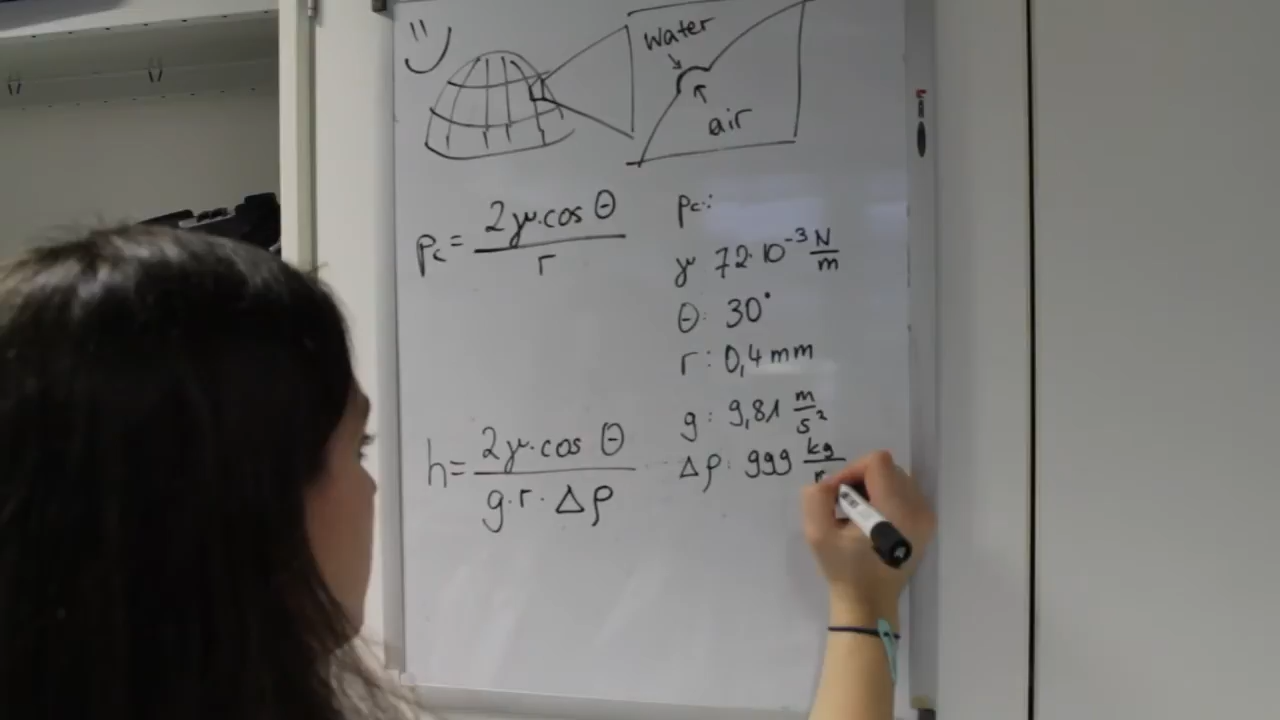 water
air
pc = 2γ·cos θ / r
pc:
γ 72·10⁻³ N/m
θ: 30°
r: 0,4 mm
g: 9,81 m/s²
h = 2γ·cos θ / g·r·Δρ
Δρ: 999 kg/